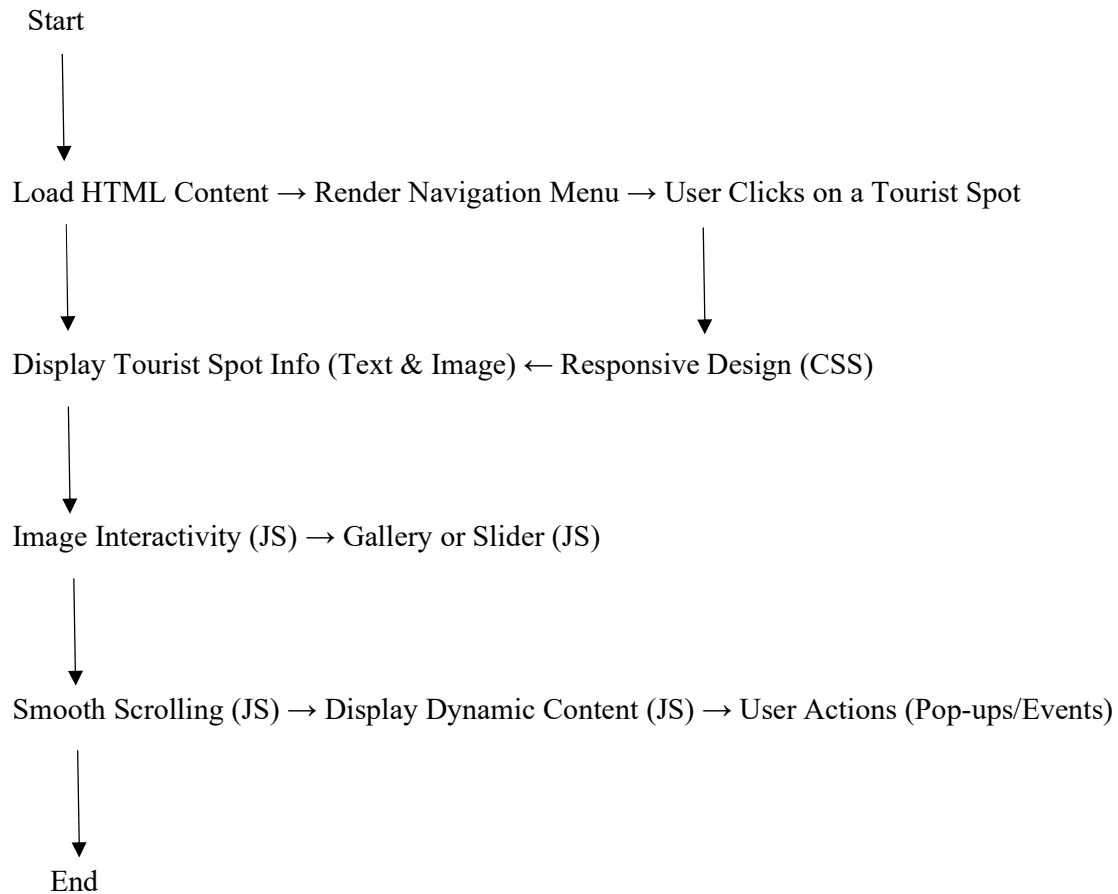 Start
Load HTML Content → Render Navigation Menu → User Clicks on a Tourist Spot
Display Tourist Spot Info (Text & Image) ← Responsive Design (CSS)
Image Interactivity (JS) → Gallery or Slider (JS)
Smooth Scrolling (JS) → Display Dynamic Content (JS) → User Actions (Pop-ups/Events)
End